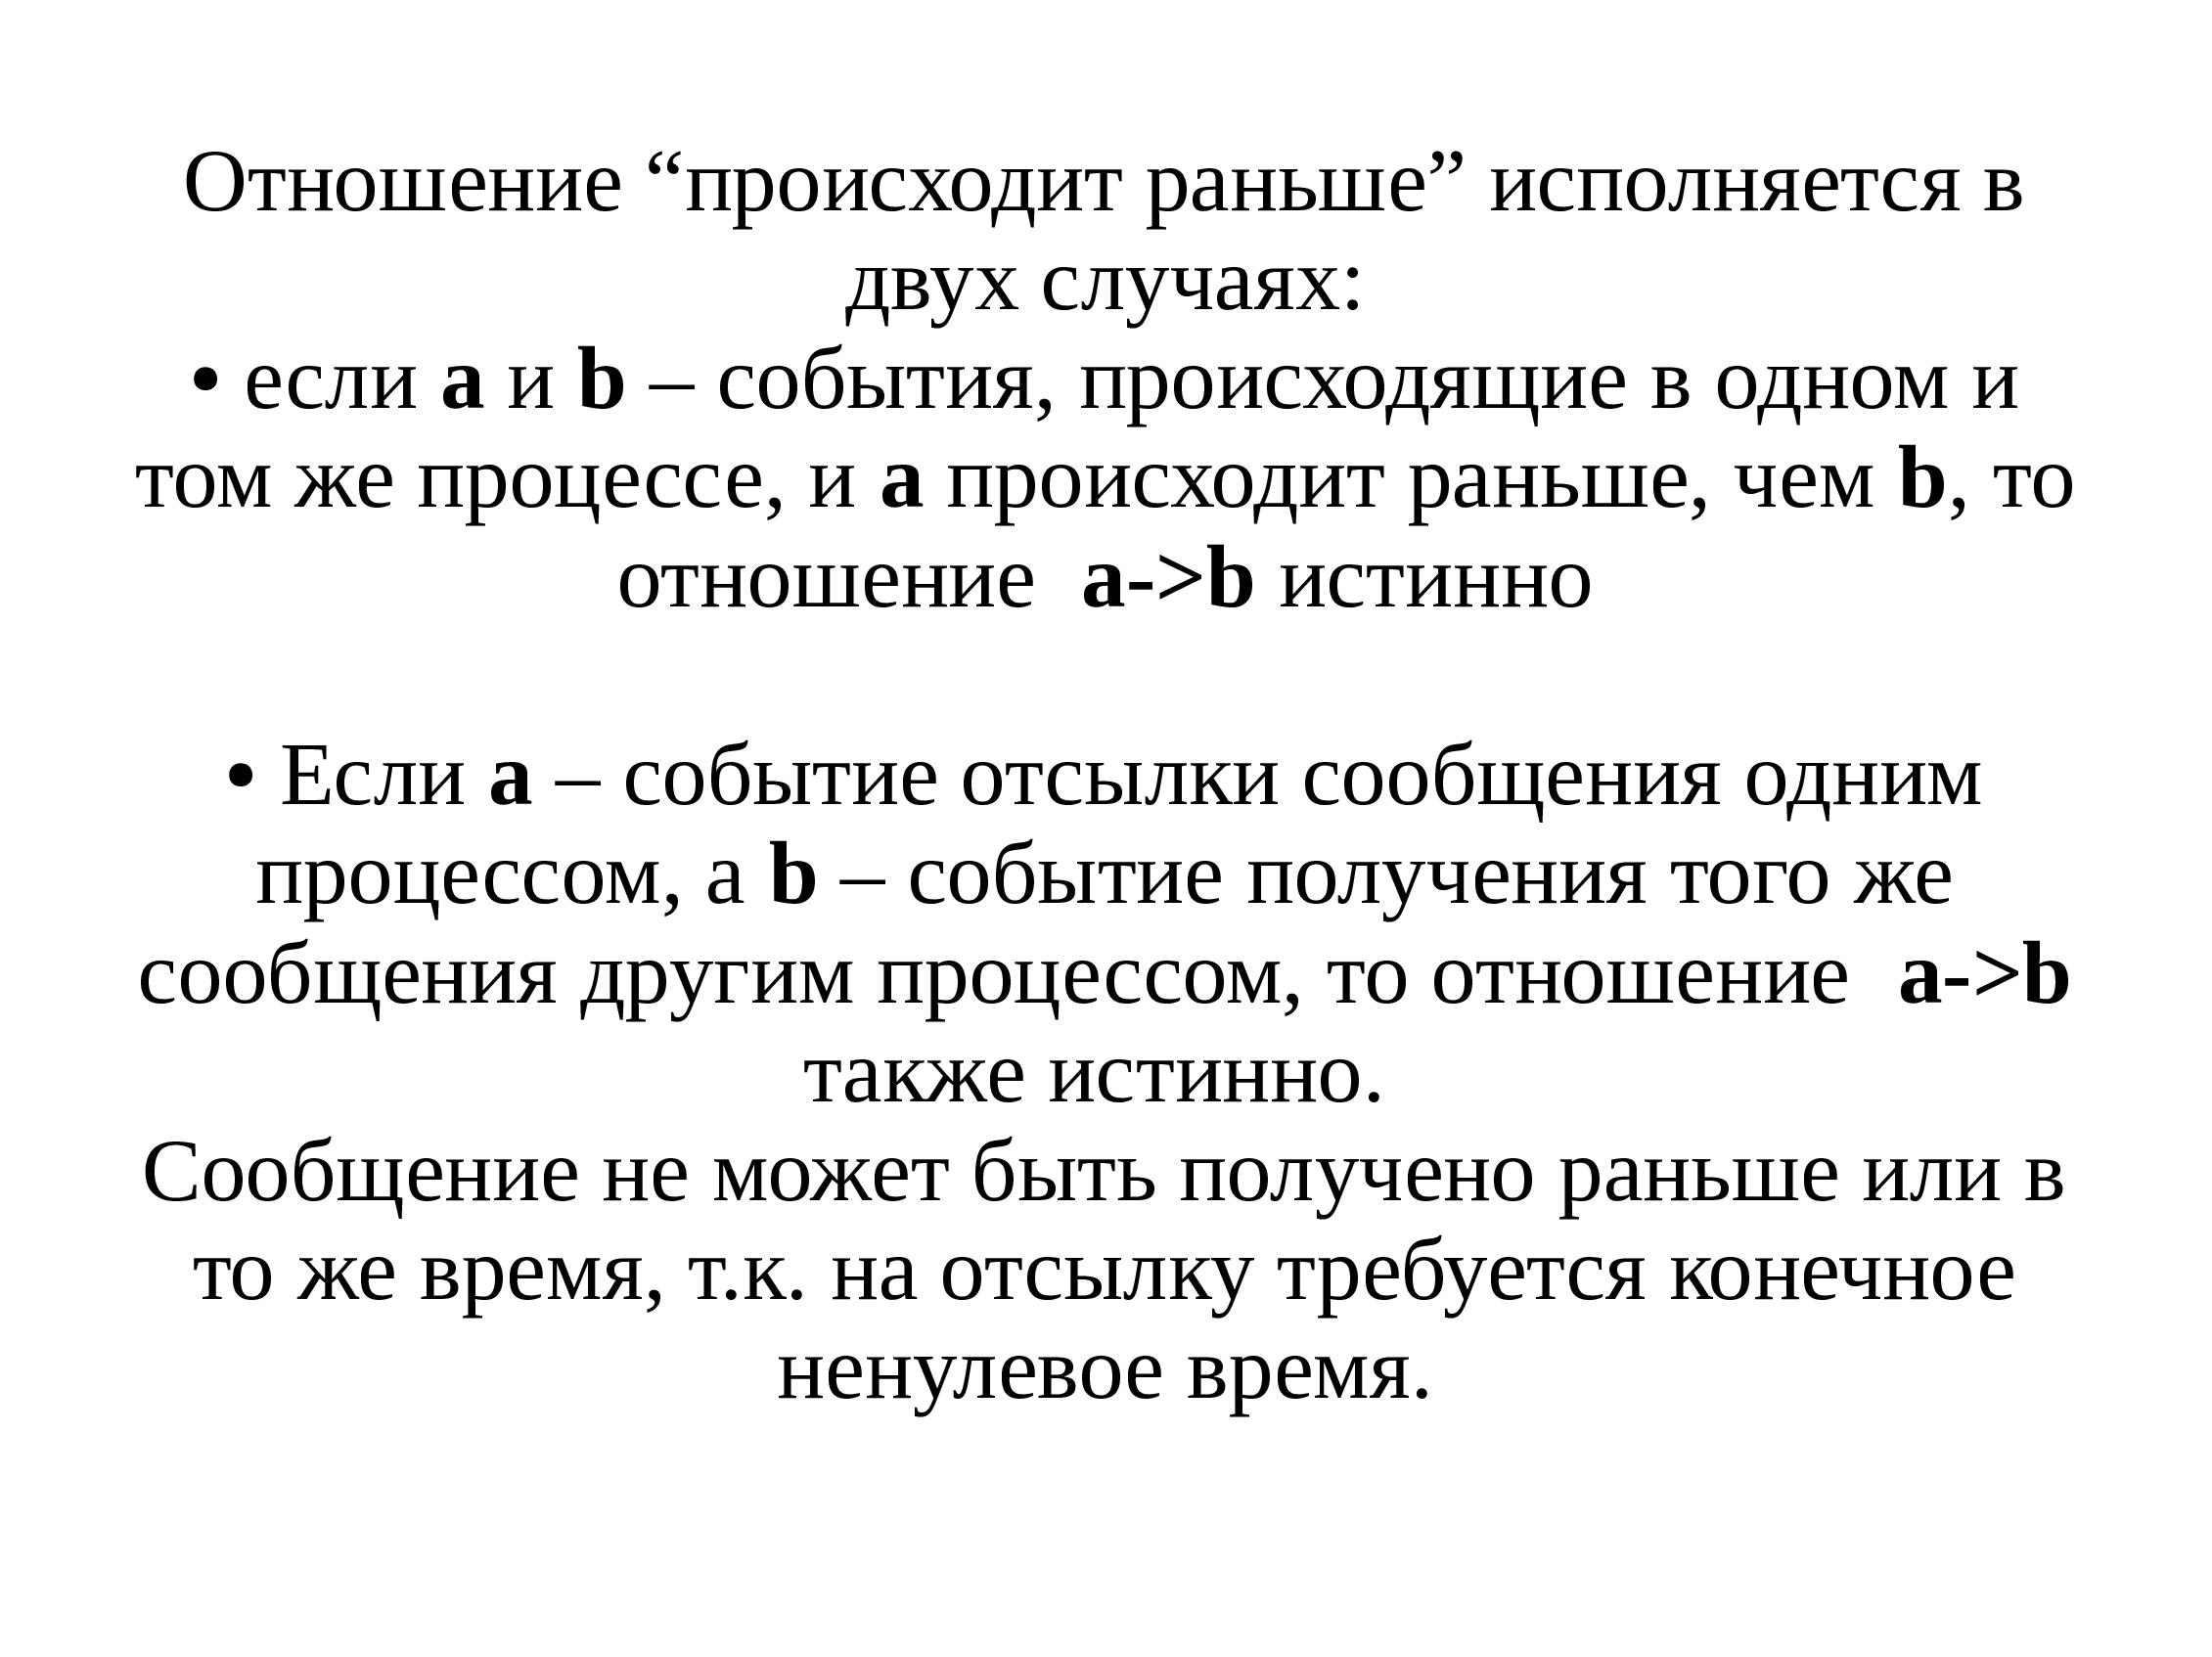 Отношение “происходит раньше” исполняется в
двух случаях:
• если a и b – события, происходящие в одном и
том же процессе, и a происходит раньше, чем b, то
отношение  a->b истинно
• Если a – событие отсылки сообщения одним
процессом, а b – событие получения того же
сообщения другим процессом, то отношение  a->b
также истинно.
Сообщение не может быть получено раньше или в
то же время, т.к. на отсылку требуется конечное
ненулевое время.